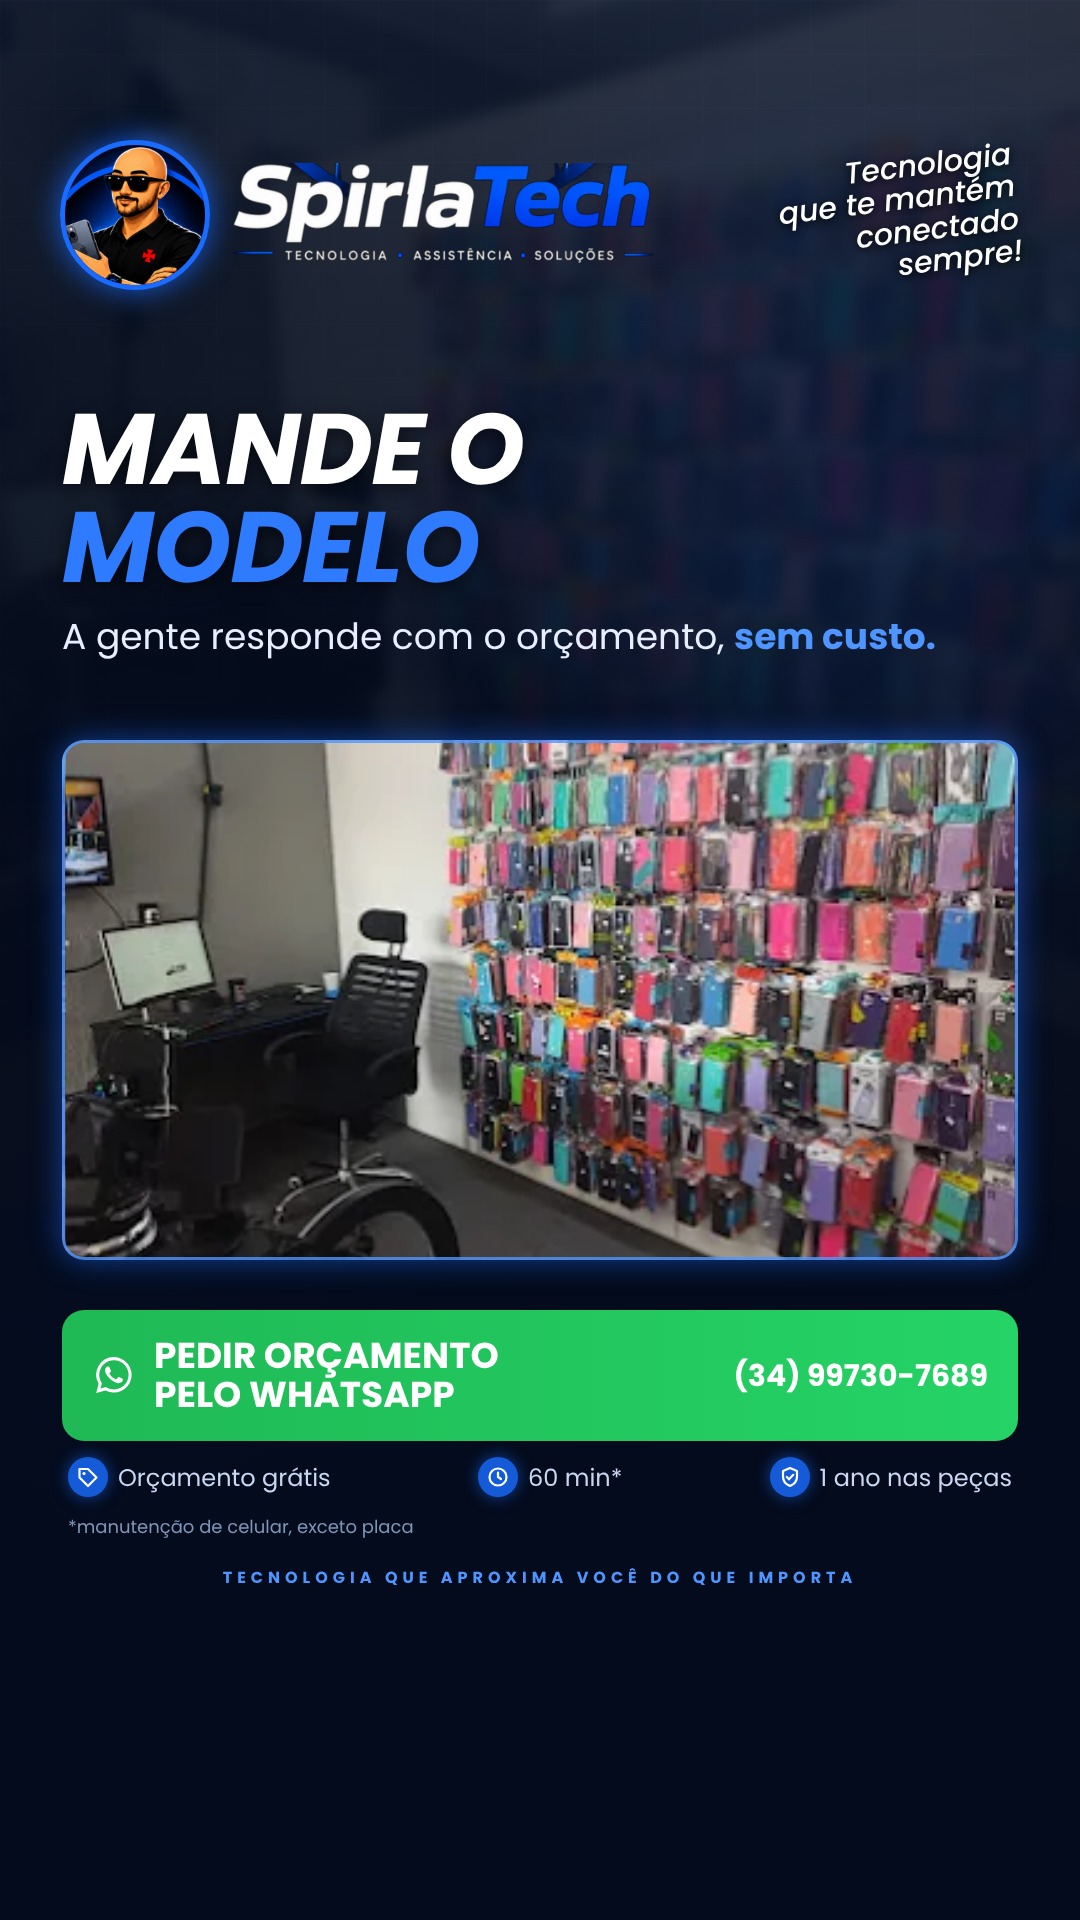 SpirlaTech
TECNOLOGIA • ASSISTÊNCIA • SOLUÇÕES
Tecnologia
que te mantém
conectado
sempre!
MANDE O
MODELO
A gente responde com o orçamento, sem custo.
PEDIR ORÇAMENTO
PELO WHATSAPP
(34) 99730-7689
Orçamento grátis
60 min*
1 ano nas peças
*manutenção de celular, exceto placa
TECNOLOGIA QUE APROXIMA VOCÊ DO QUE IMPORTA